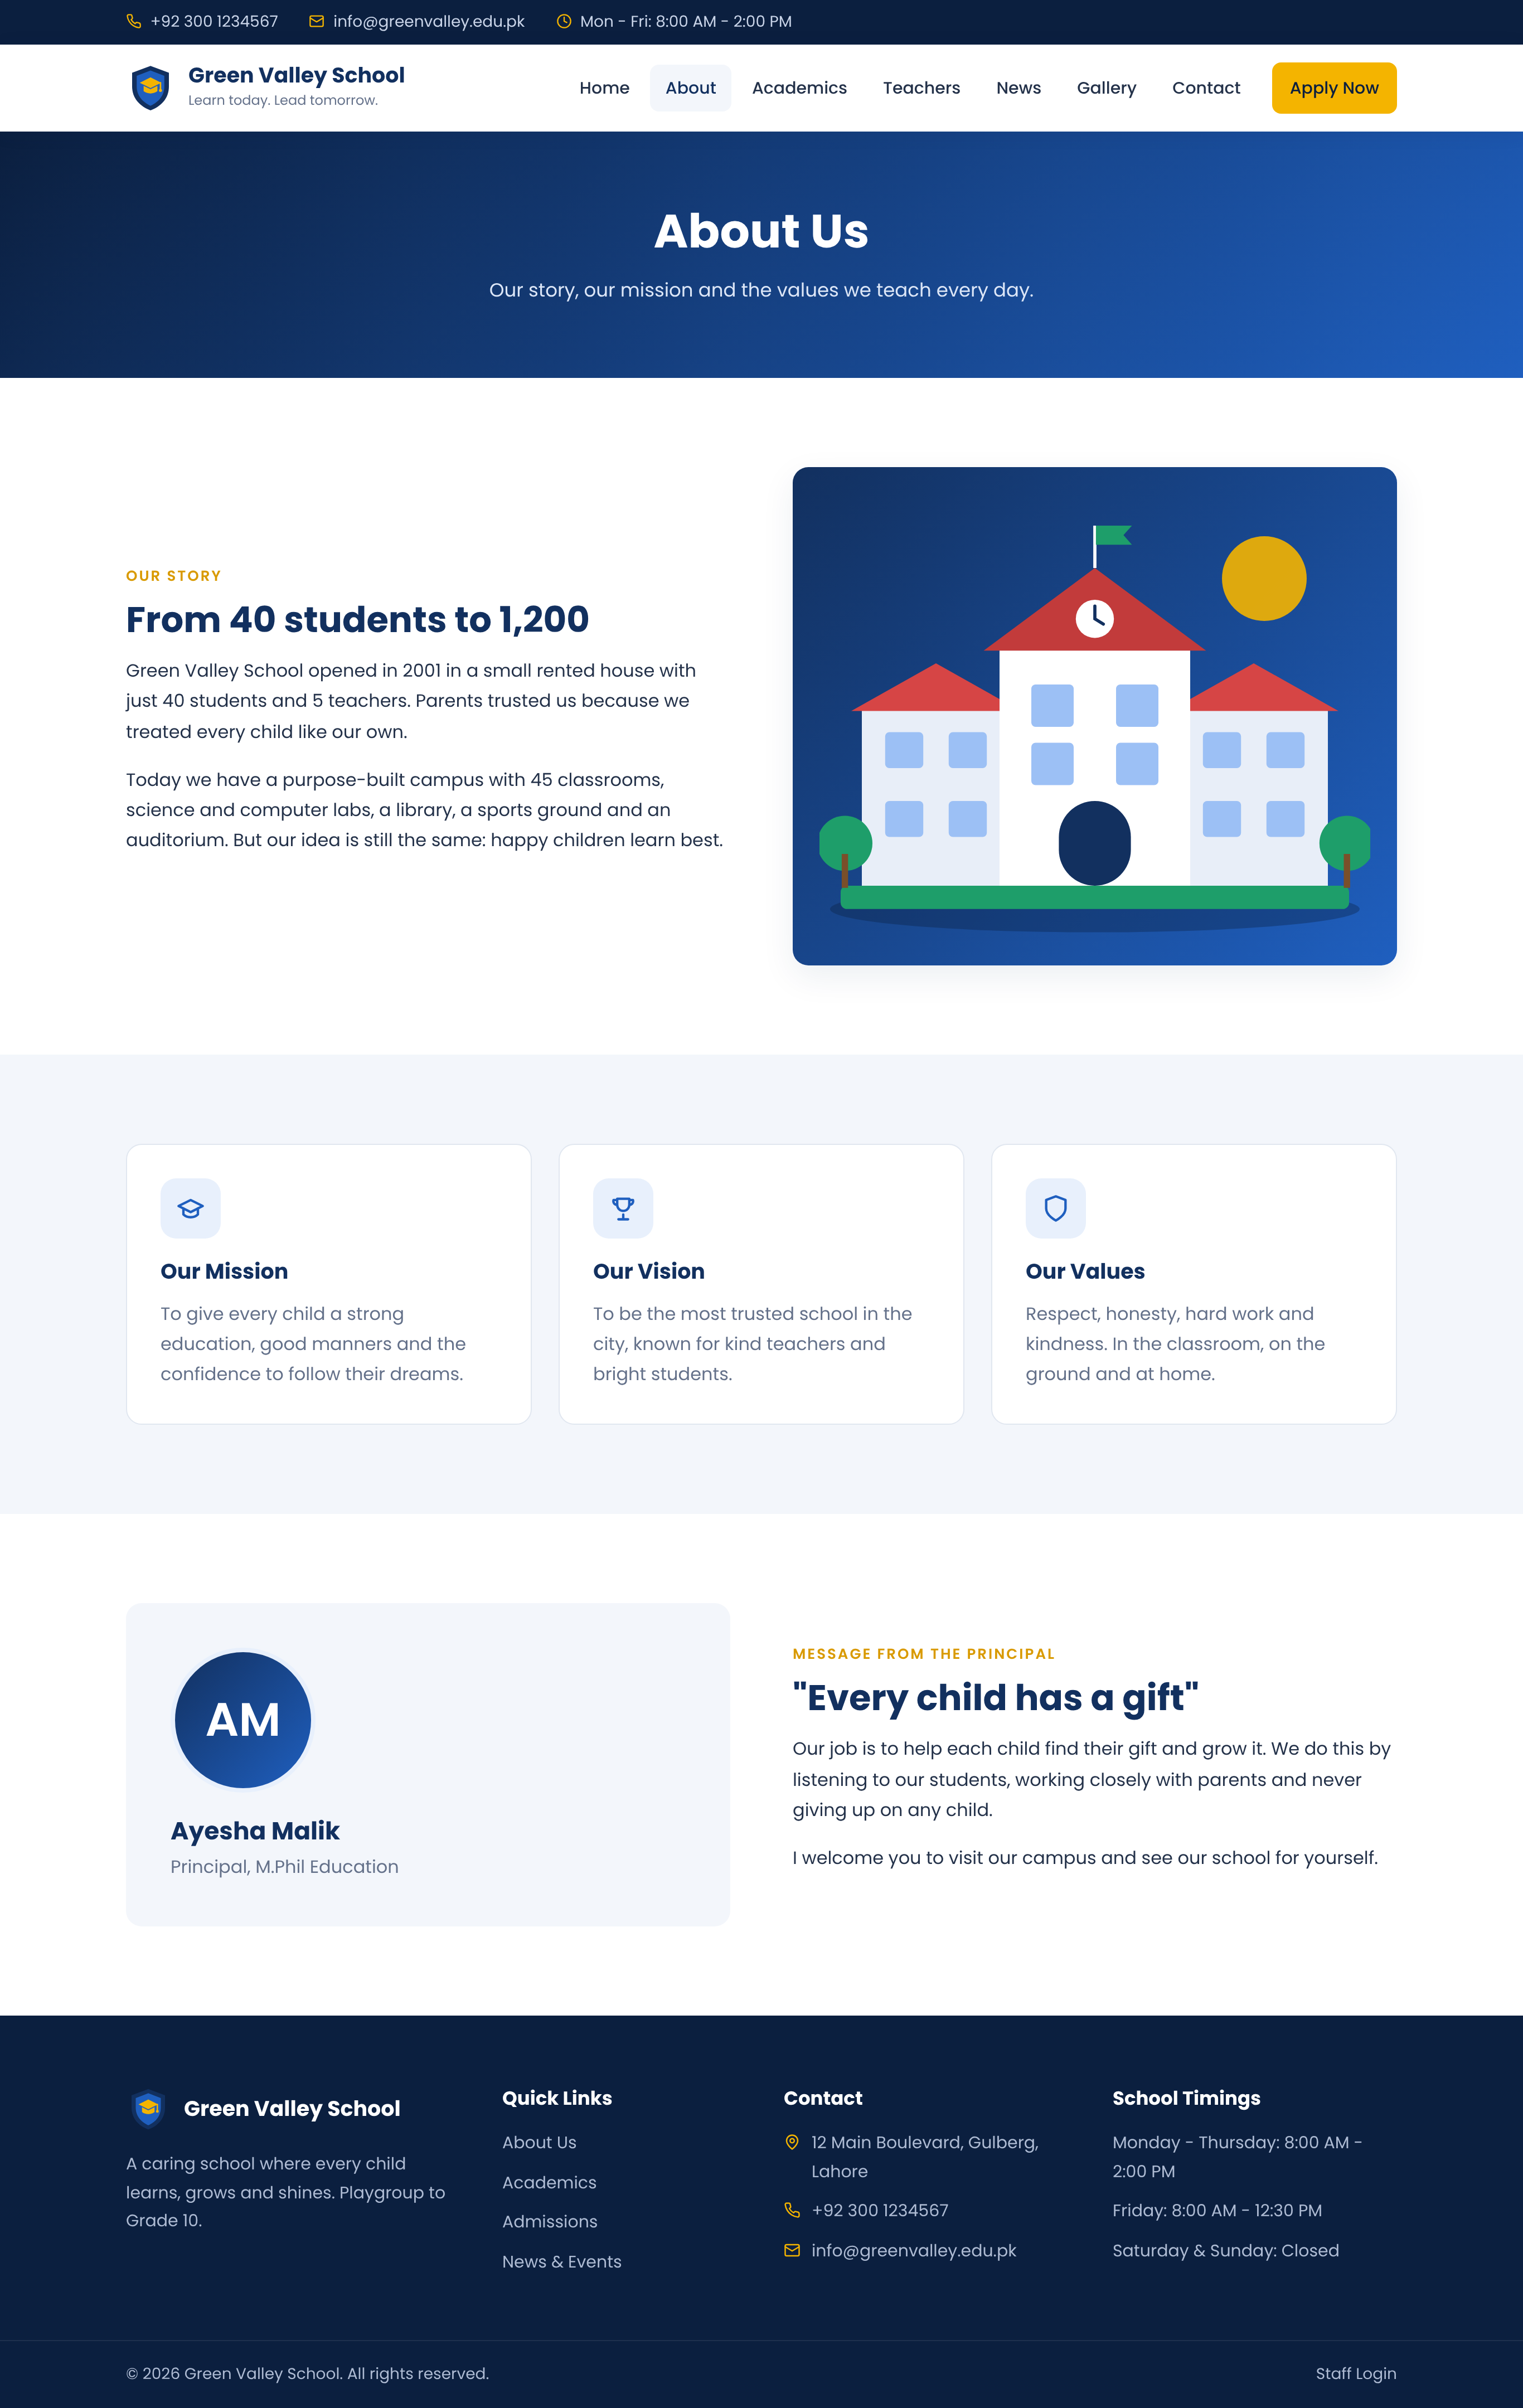 +92 300 1234567
info@greenvalley.edu.pk
Mon - Fri: 8:00 AM - 2:00 PM
Green Valley School
Learn today. Lead tomorrow.
Home
About
Academics
Teachers
News
Gallery
Contact
Apply Now
About Us
Our story, our mission and the values we teach every day.
OUR STORY
From 40 students to 1,200
Green Valley School opened in 2001 in a small rented house with
just 40 students and 5 teachers. Parents trusted us because we
treated every child like our own.
Today we have a purpose-built campus with 45 classrooms,
science and computer labs, a library, a sports ground and an
auditorium. But our idea is still the same: happy children learn best.
Our Mission
To give every child a strong
education, good manners and the
confidence to follow their dreams.
Our Vision
To be the most trusted school in the
city, known for kind teachers and
bright students.
Our Values
Respect, honesty, hard work and
kindness. In the classroom, on the
ground and at home.
AM
Ayesha Malik
Principal, M.Phil Education
MESSAGE FROM THE PRINCIPAL
"Every child has a gift"
Our job is to help each child find their gift and grow it. We do this by
listening to our students, working closely with parents and never
giving up on any child.
I welcome you to visit our campus and see our school for yourself.
Green Valley School
A caring school where every child
learns, grows and shines. Playgroup to
Grade 10.
Quick Links
About Us
Academics
Admissions
News & Events
Contact
12 Main Boulevard, Gulberg,
Lahore
+92 300 1234567
info@greenvalley.edu.pk
School Timings
Monday - Thursday: 8:00 AM -
2:00 PM
Friday: 8:00 AM - 12:30 PM
Saturday & Sunday: Closed
© 2026 Green Valley School. All rights reserved.
Staff Login